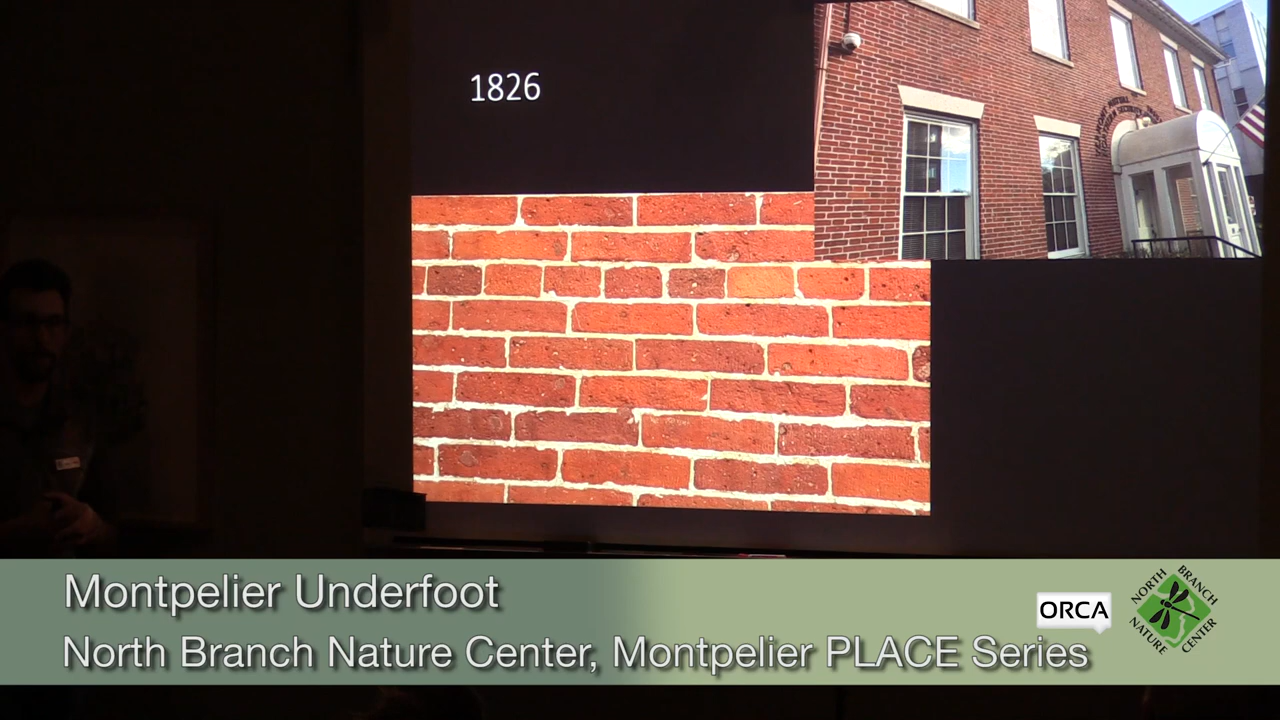 1826
Montpelier Underfoot
North Branch Nature Center, Montpelier PLACE Series
ORCA
NORTH BRANCH
NATURE CENTER